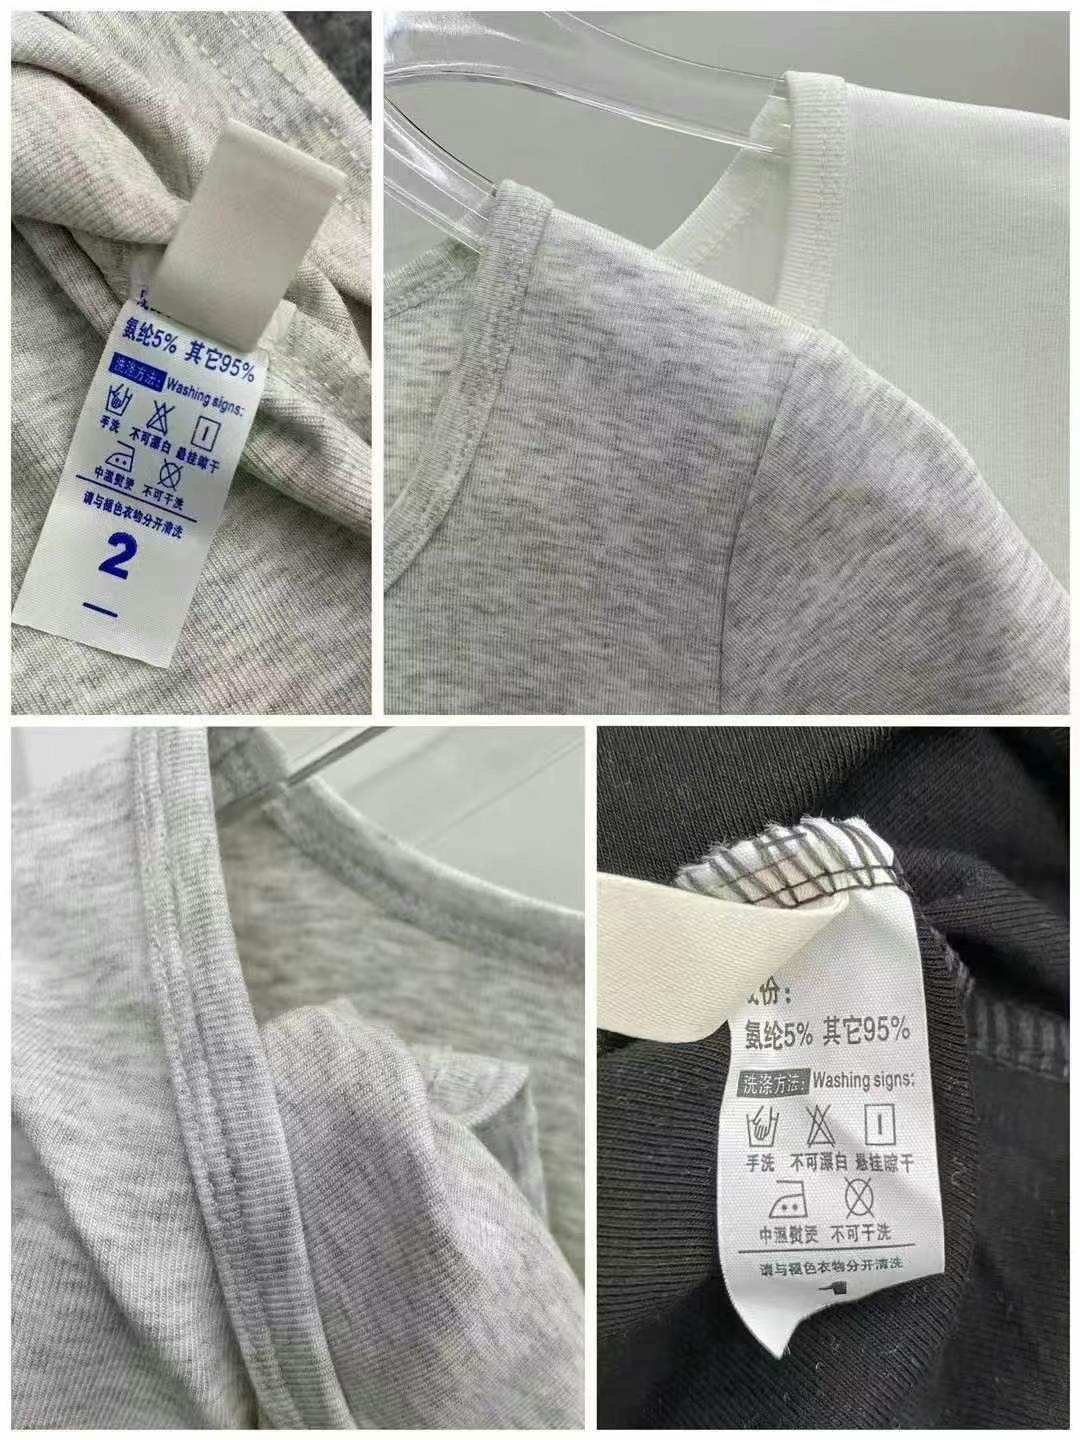 氨纶5% 其它95%
洗涤方法: Washing signs:
手洗 不可漂白 悬挂晾干
中温熨烫 不可干洗
请与褪色衣物分开清洗
2
份:
氨纶5% 其它95%
洗涤方法: Washing signs:
手洗 不可漂白 悬挂晾干
中温熨烫 不可干洗
请与褪色衣物分开清洗